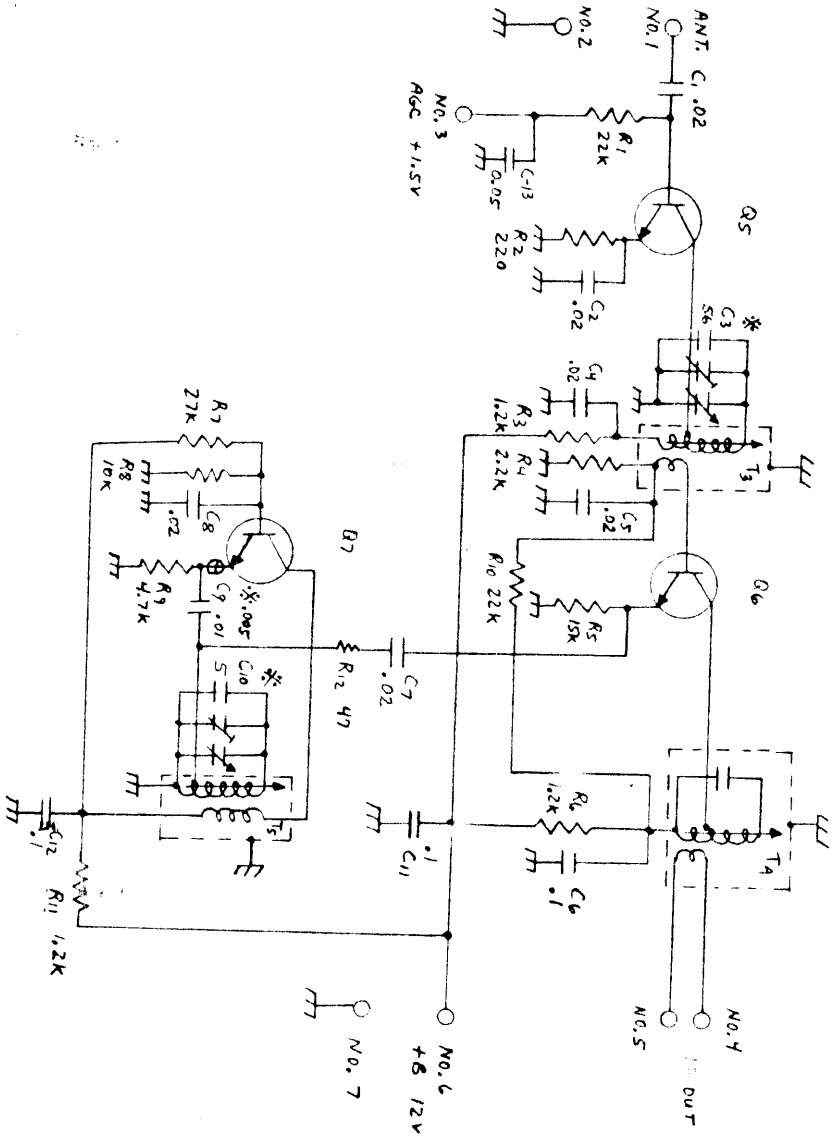 ANT.
NO.1
C1 .02
NO.2
NO.3
AGC +1.5V
R1
22K
C-13
0.05
Q5
R2
220
C2
.02
※
C3
56
C4
.02
R3
1.2K
R4
2.2K
C5
.02
T3
R10 22K
R5
15K
Q6
T4
R6
1.2K
C6
.1
NO.4
NO.5
OUT
R7
27K
R8
10K
C8
.02
Q7
R9
4.7K
※.005
C9 .01
R12 47
C7
.02
※
C10
5
T5
C11
.1
C12
.1
R11 1.2K
NO.6
+B 12V
NO.7